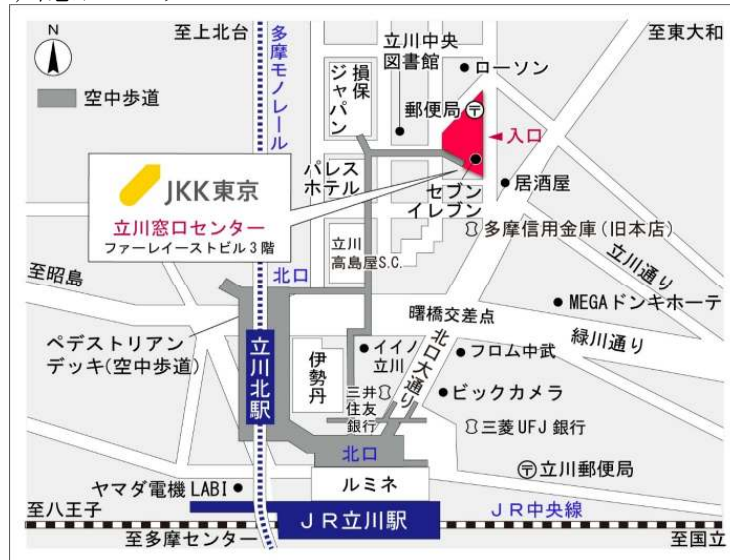 N
至上北台
空中歩道
多摩モノレール
損保
ジャパン
立川中央
図書館
ローソン
至東大和
郵便局
入口
パレス
ホテル
セブン
イレブン
居酒屋
JKK東京
立川窓口センター
ファーレイーストビル3階
立川
高島屋S.C.
多摩信用金庫(旧本店)
立川通り
北口
至昭島
MEGAドンキホーテ
曙橋交差点
緑川通り
ペデストリアン
デッキ(空中歩道)
立川北駅
伊勢丹
イイノ
立川
北口大通り
フロム中武
三井
住友
銀行
ビックカメラ
三菱UFJ銀行
北口
立川郵便局
ヤマダ電機LABI
ルミネ
至八王子
JR立川駅
JR中央線
至多摩センター
至国立